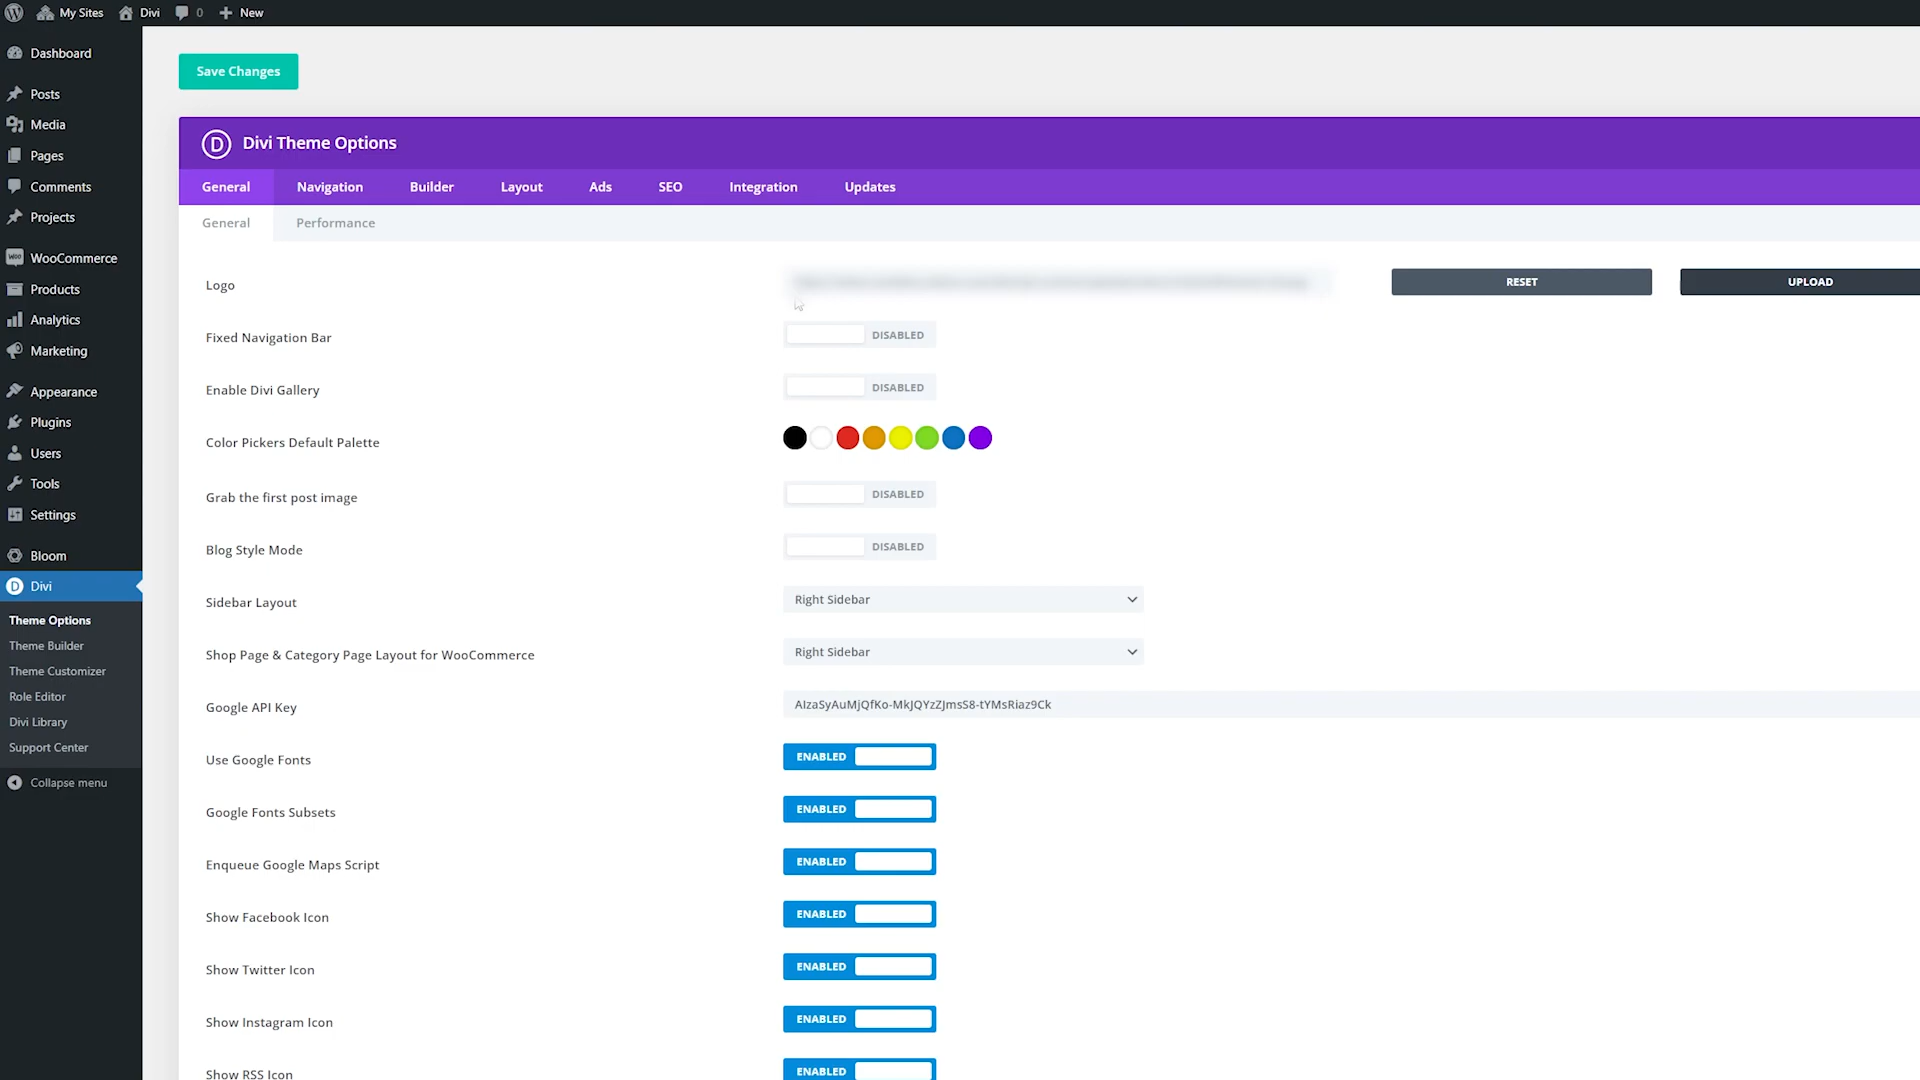 My Sites
Divi
0
New
Dashboard
Posts
Media
Pages
Comments
Projects
WooCommerce
Products
Analytics
Marketing
Appearance
Plugins
Users
Tools
Settings
Bloom
Divi
Theme Options
Theme Builder
Theme Customizer
Role Editor
Divi Library
Support Center
Collapse menu
Save Changes
Divi Theme Options
General Navigation Builder Layout Ads SEO Integration Updates
General Performance
Logo RESET UPLOAD
Fixed Navigation Bar DISABLED
Enable Divi Gallery DISABLED
Color Pickers Default Palette
Grab the first post image DISABLED
Blog Style Mode DISABLED
Sidebar Layout Right Sidebar
Shop Page & Category Page Layout for WooCommerce Right Sidebar
Google API Key AIzaSyAuMjQfKo-MkJQYzZJmsS8-tYMsRiaz9Ck
Use Google Fonts ENABLED
Google Fonts Subsets ENABLED
Enqueue Google Maps Script ENABLED
Show Facebook Icon ENABLED
Show Twitter Icon ENABLED
Show Instagram Icon ENABLED
Show RSS Icon ENABLED